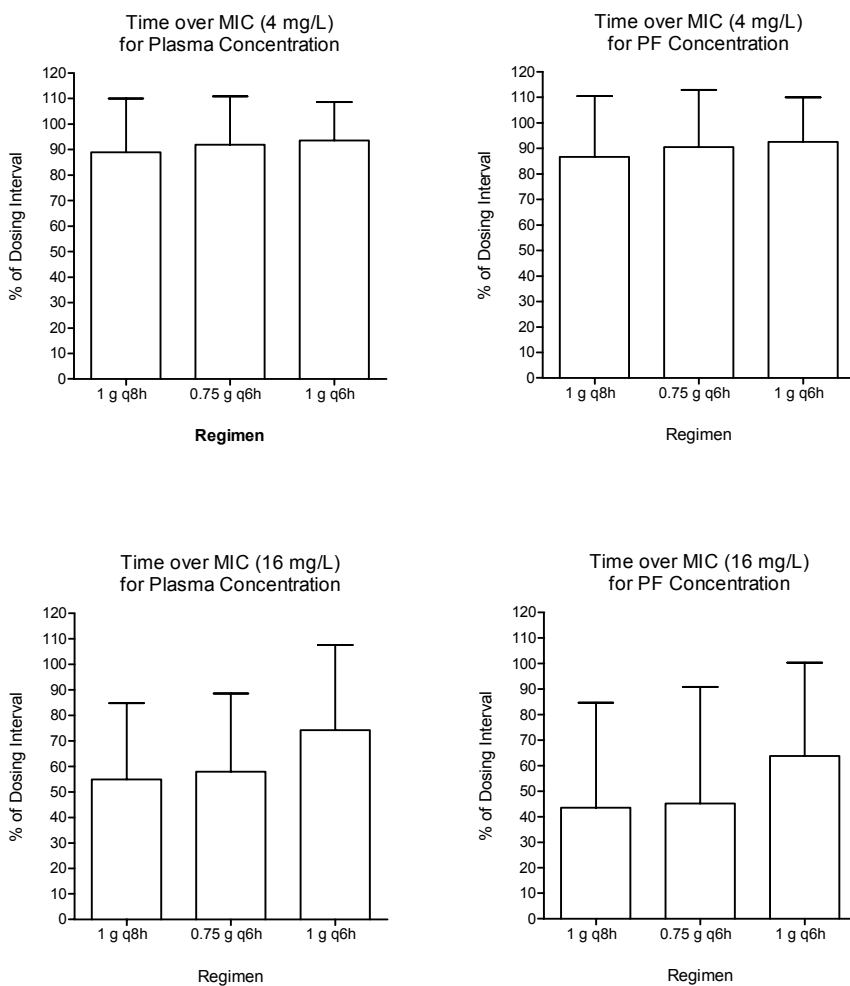 Time over MIC (4 mg/L)
for Plasma Concentration
120
110
100
90
80
70
60
50
40
30
20
10
0
% of Dosing Interval
1 g q8h 0.75 g q6h 1 g q6h
Regimen
Time over MIC (4 mg/L)
for PF Concentration
120
110
100
90
80
70
60
50
40
30
20
10
0
% of Dosing Interval
1 g q8h 0.75 g q6h 1 g q6h
Regimen
Time over MIC (16 mg/L)
for Plasma Concentration
120
110
100
90
80
70
60
50
40
30
20
10
0
% of Dosing Interval
1 g q8h 0.75 g q6h 1 g q6h
Regimen
Time over MIC (16 mg/L)
for PF Concentration
120
110
100
90
80
70
60
50
40
30
20
10
0
% of Dosing Interval
1 g q8h 0.75 g q6h 1 g q6h
Regimen